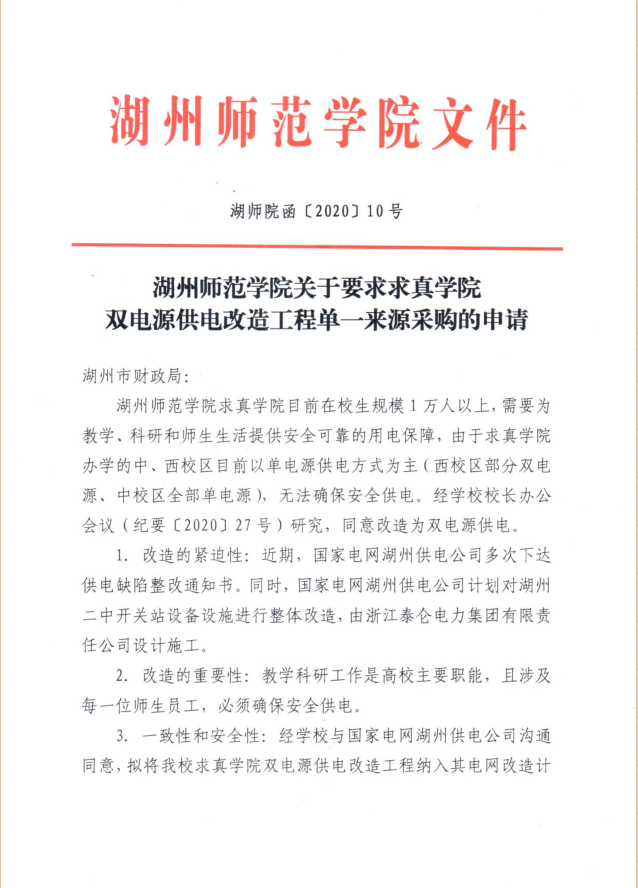 湖州师范学院文件
湖师院函〔2020〕10号
湖州师范学院关于要求求真学院
双电源供电改造工程单一来源采购的申请
湖州市财政局：
湖州师范学院求真学院目前在校生规模1万人以上，需要为
教学、科研和师生生活提供安全可靠的用电保障，由于求真学院
办学的中、西校区目前以单电源供电方式为主（西校区部分双电
源、中校区全部单电源），无法确保安全供电。经学校校长办公
会议（纪要〔2020〕27号）研究，同意改造为双电源供电。
1. 改造的紧迫性：近期，国家电网湖州供电公司多次下达
供电缺陷整改通知书。同时，国家电网湖州供电公司计划对湖州
二中开关站设备设施进行整体改造，由浙江泰仑电力集团有限责
任公司设计施工。
2. 改造的重要性：教学科研工作是高校主要职能，且涉及
每一位师生员工，必须确保安全供电。
3. 一致性和安全性：经学校与国家电网湖州供电公司沟通
同意，拟将我校求真学院双电源供电改造工程纳入其电网改造计